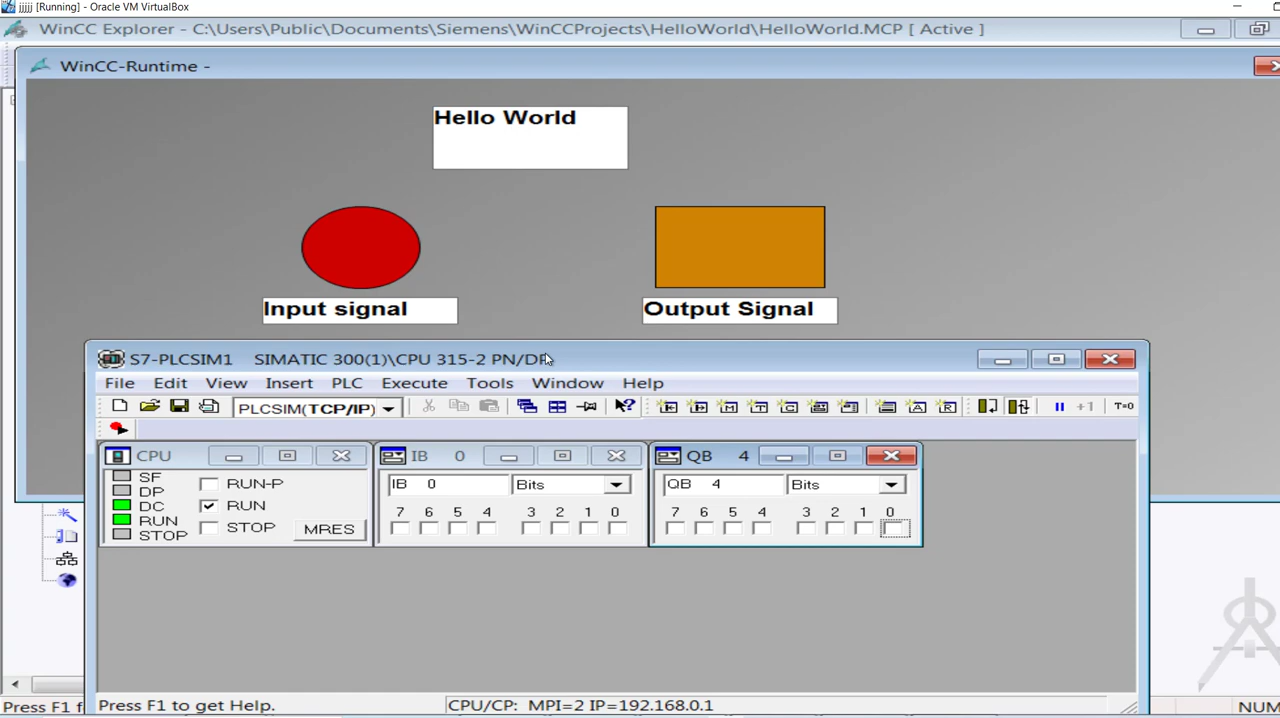 jjjjj [Running] - Oracle VM VirtualBox
WinCC Explorer - C:\Users\Public\Documents\Siemens\WinCCProjects\HelloWorld\HelloWorld.MCP [ Active ]
WinCC-Runtime -
Hello World
Input signal
Output Signal
S7-PLCSIM1 SIMATIC 300(1)\CPU 315-2 PN/DP
File Edit View Insert PLC Execute Tools Window Help
PLCSIM(TCP/IP)
+1 T=0
CPU
SF
DP
DC
RUN
STOP
RUN-P
RUN
STOP
MRES
IB 0
IB 0 Bits
7 6 5 4 3 2 1 0
QB 4
QB 4 Bits
7 6 5 4 3 2 1 0
Press F1 to get Help.
CPU/CP: MPI=2 IP=192.168.0.1
Press F1 f
NUM